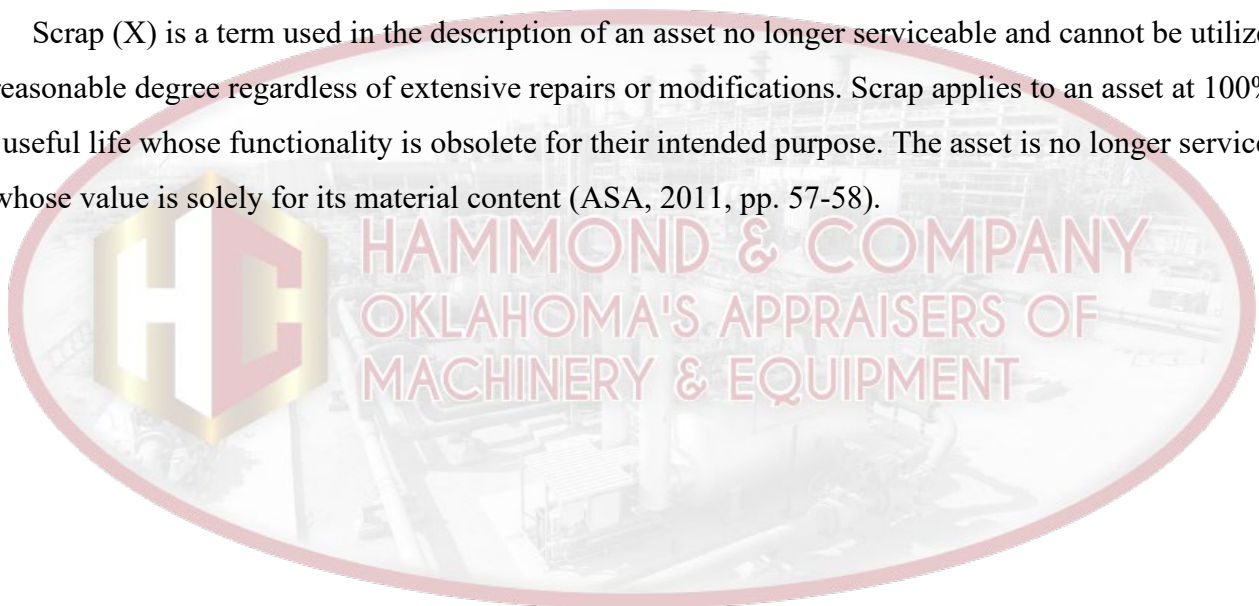 Scrap (X) is a term used in the description of an asset no longer serviceable and cannot be utilize
reasonable degree regardless of extensive repairs or modifications. Scrap applies to an asset at 100%
useful life whose functionality is obsolete for their intended purpose. The asset is no longer service
whose value is solely for its material content (ASA, 2011, pp. 57-58).
HAMMOND & COMPANY
OKLAHOMA'S APPRAISERS OF
MACHINERY & EQUIPMENT
HC